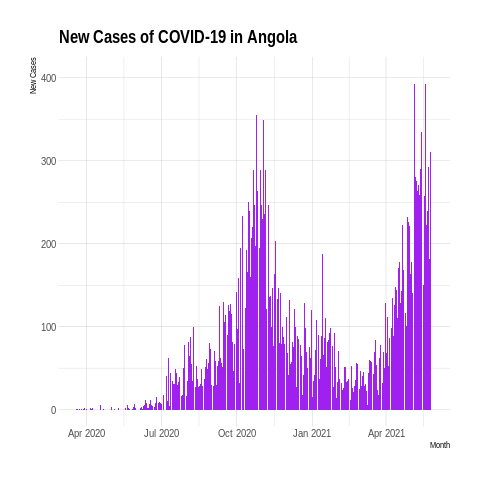 New Cases of COVID-19 in Angola
New Cases
400
300
200
100
0
Apr 2020 Jul 2020 Oct 2020 Jan 2021 Apr 2021
Month